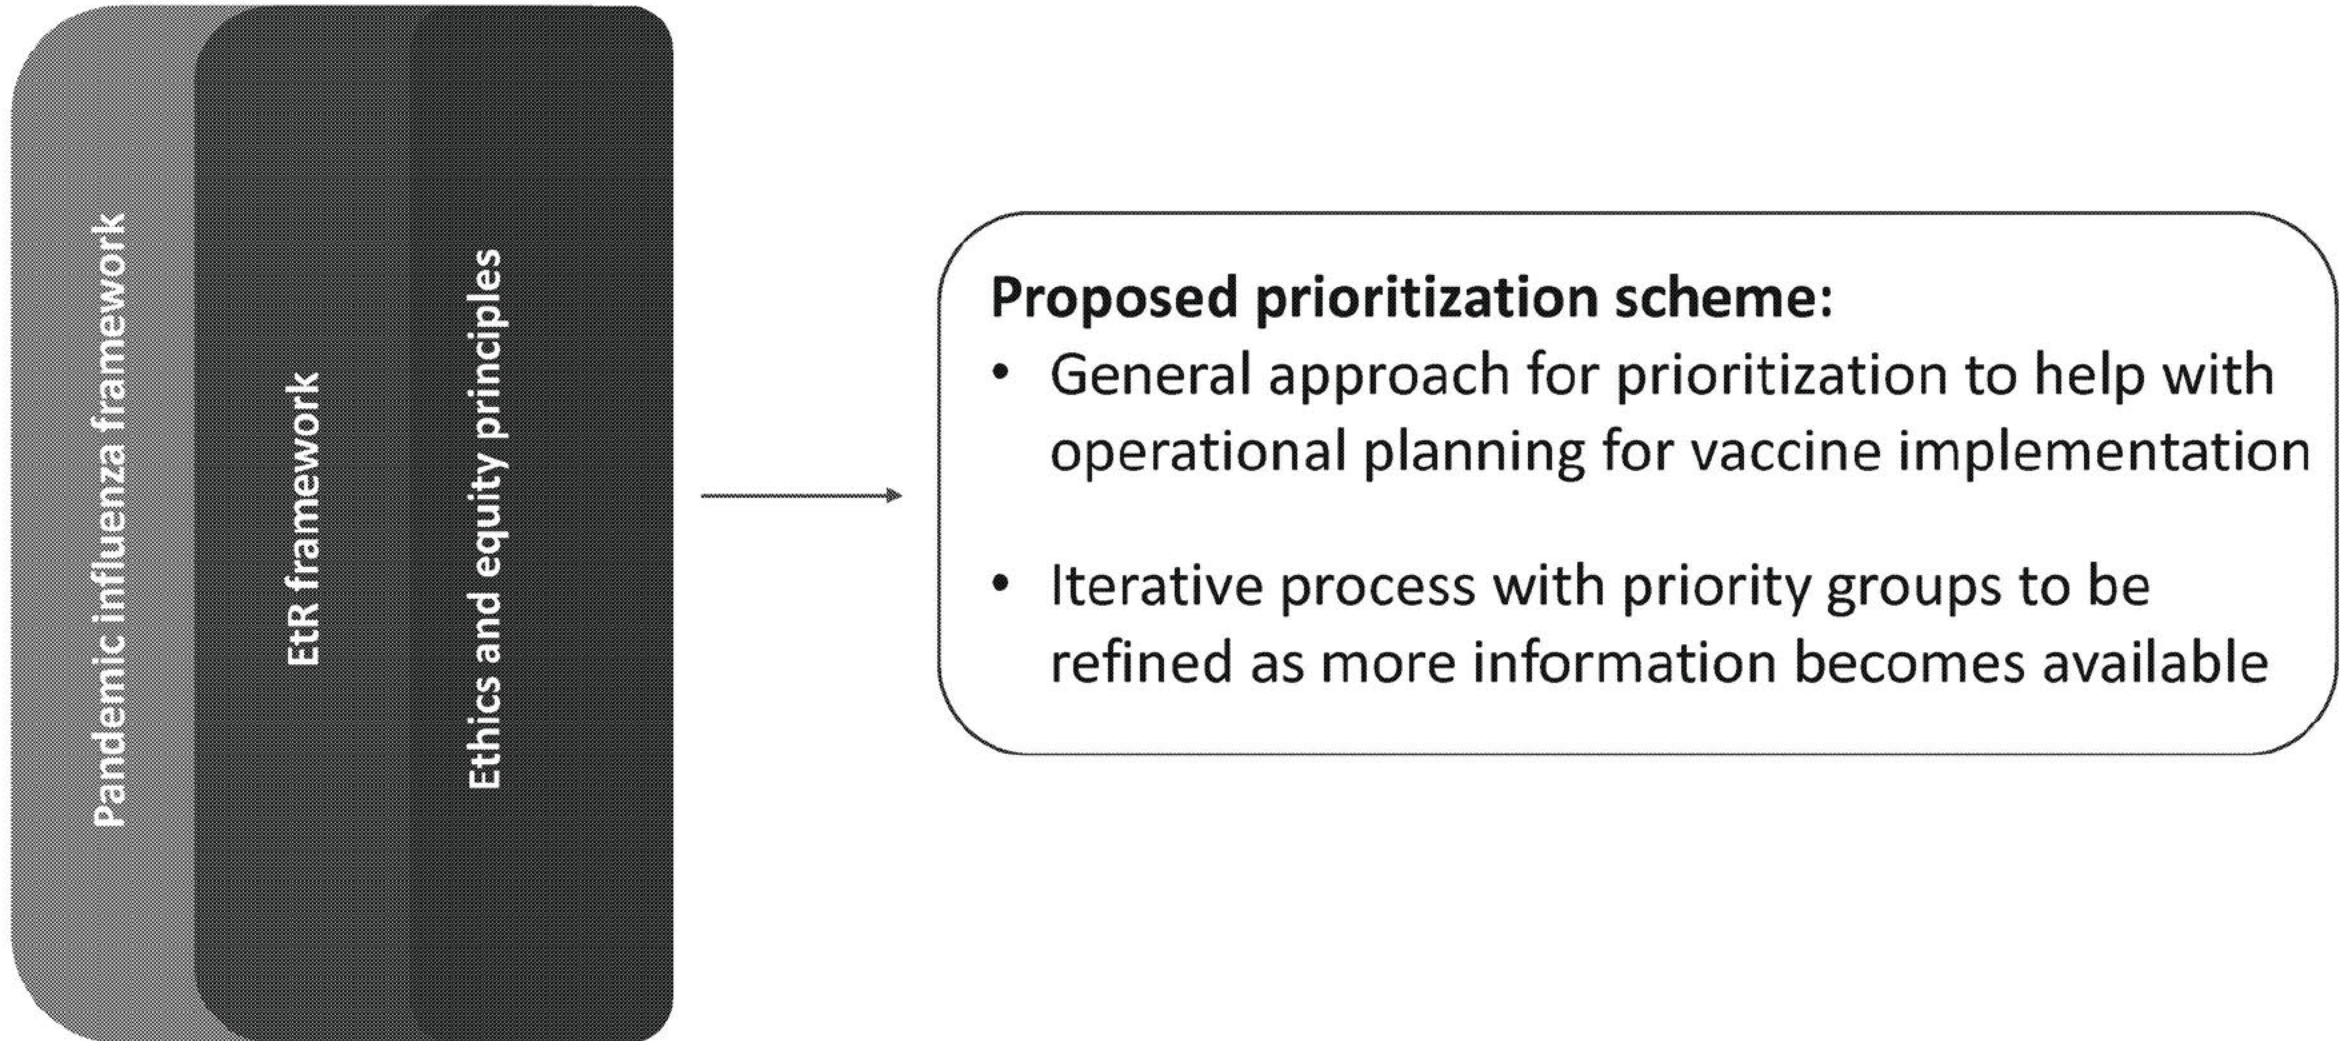 Pandemic influenza framework
EtR framework
Ethics and equity principles
Proposed prioritization scheme:
• General approach for prioritization to help with
operational planning for vaccine implementation
• Iterative process with priority groups to be
refined as more information becomes available